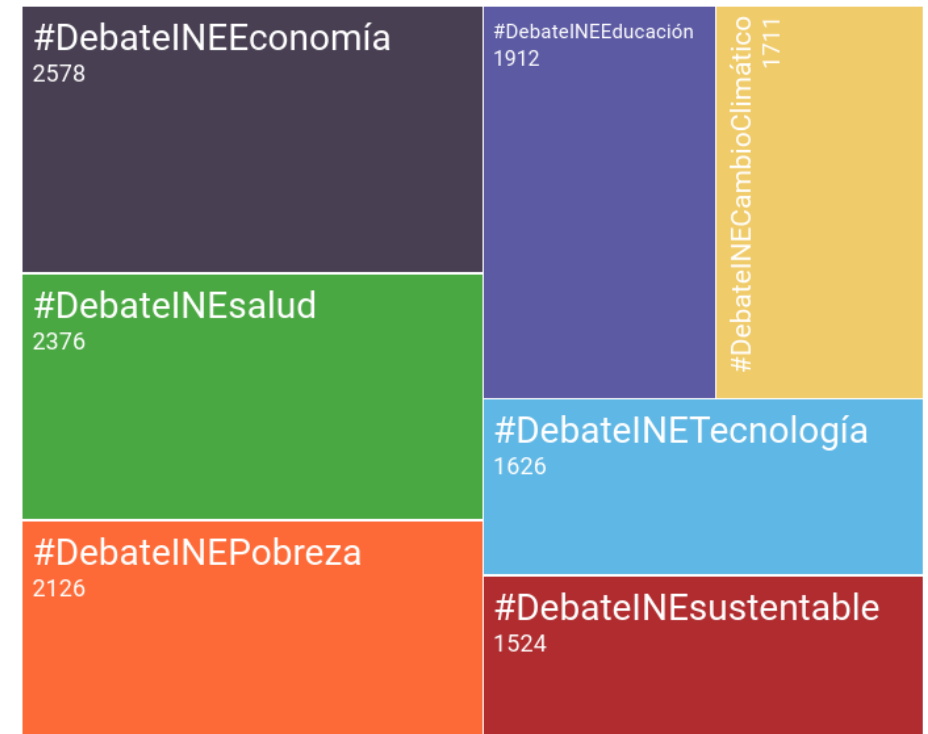 #DebateINEEconomía
2578
#DebateINEsalud
2376
#DebateINEPobreza
2126
#DebateINEEducación
1912
#DebateINECambioClimático
1711
#DebateINETecnología
1626
#DebateINEsustentable
1524